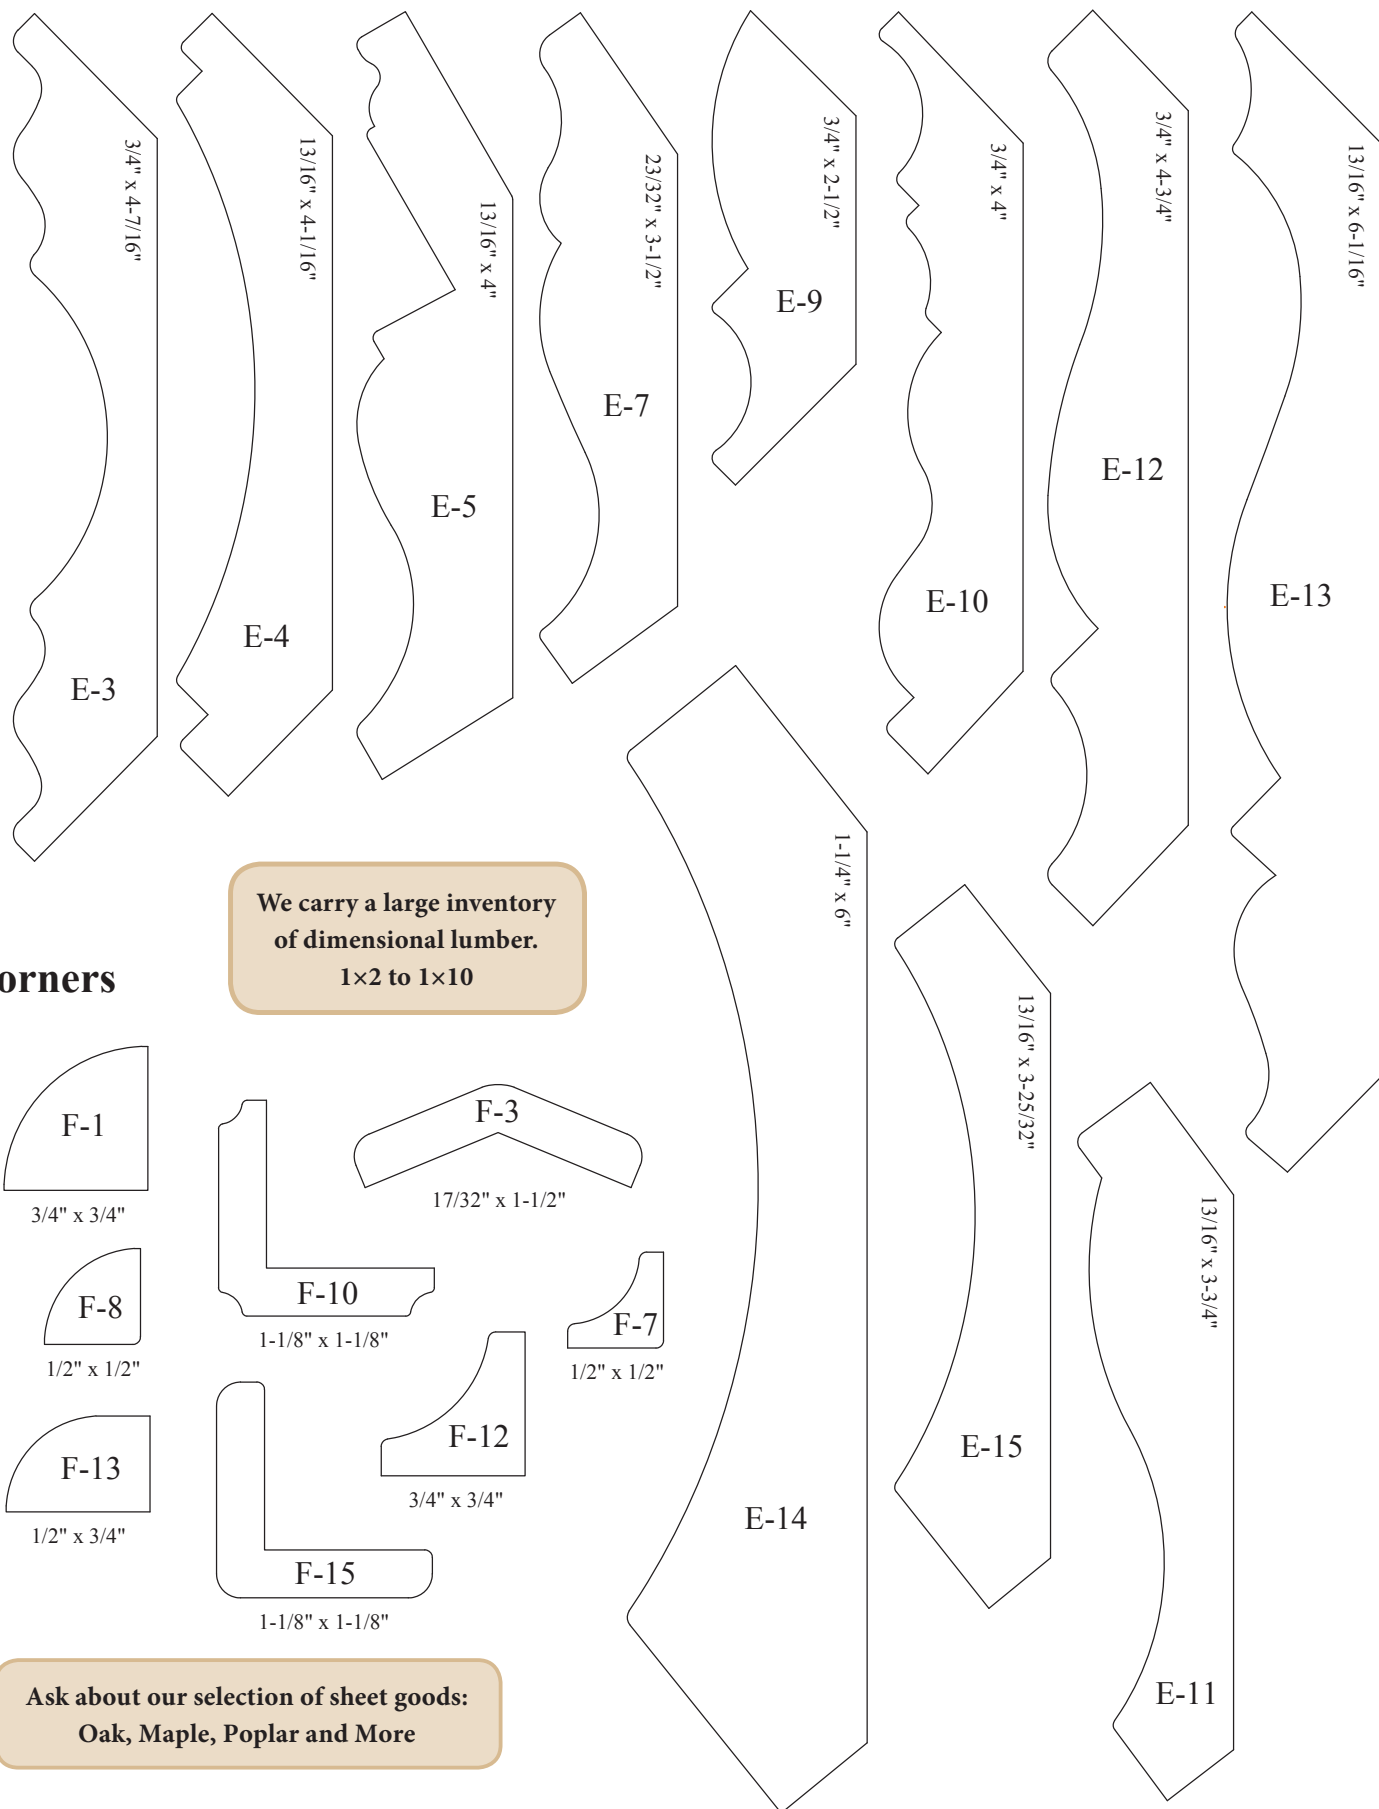 3/4" x 4-7/16"
E-3
13/16" x 4-1/16"
E-4
13/16" x 4"
E-5
23/32" x 3-1/2"
E-7
3/4" x 2-1/2"
E-9
3/4" x 4"
E-10
3/4" x 4-3/4"
E-12
13/16" x 6-1/16"
E-13
1-1/4" x 6"
E-14
13/16" x 3-25/32"
E-15
13/16" x 3-3/4"
E-11
We carry a large inventory
of dimensional lumber.
1×2 to 1×10
orners
F-1
3/4" x 3/4"
F-3
17/32" x 1-1/2"
F-8
1/2" x 1/2"
F-10
1-1/8" x 1-1/8"
F-7
1/2" x 1/2"
F-12
3/4" x 3/4"
F-13
1/2" x 3/4"
F-15
1-1/8" x 1-1/8"
Ask about our selection of sheet goods:
Oak, Maple, Poplar and More